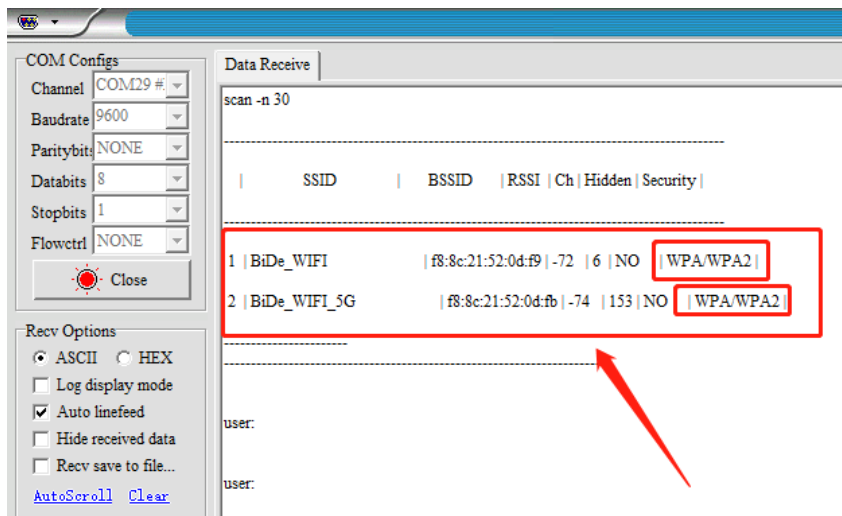 COM Configs
Channel COM29 #
Baudrate 9600
Paritybit: NONE
Databits 8
Stopbits 1
Flowctrl NONE
Close
Recv Options
ASCII HEX
Log display mode
Auto linefeed
Hide received data
Recv save to file...
AutoScroll Clear
Data Receive
scan -n 30
--------------------------------------------------------------------------------
| SSID | BSSID | RSSI | Ch | Hidden | Security |
--------------------------------------------------------------------------------
1 | BiDe_WIFI | f8:8c:21:52:0d:f9 | -72 | 6 | NO | WPA/WPA2 |
2 | BiDe_WIFI_5G | f8:8c:21:52:0d:fb | -74 | 153 | NO | WPA/WPA2 |
--------------------
------------------------------------------------------------
user:
user: